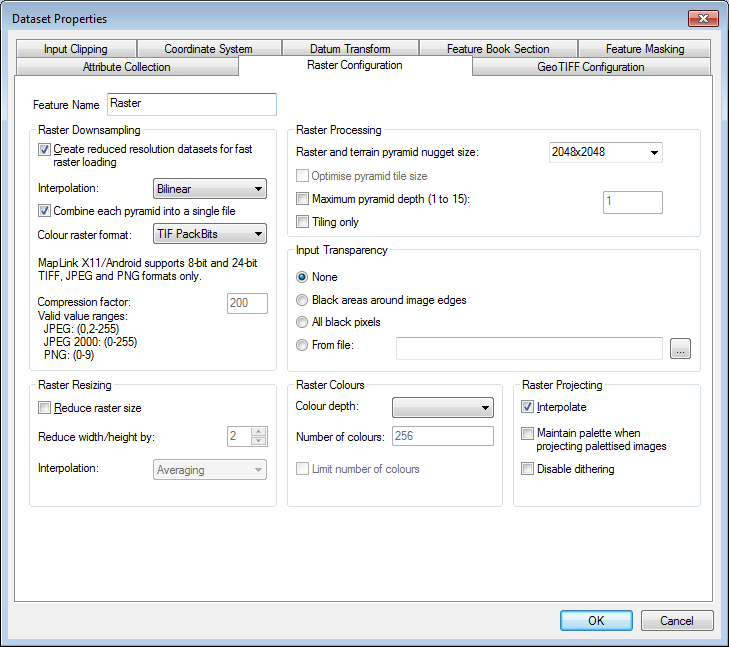 Dataset Properties
Input Clipping
Coordinate System
Datum Transform
Feature Book Section
Feature Masking
Attribute Collection
Raster Configuration
GeoTIFF Configuration
Feature Name
Raster
Raster Downsampling
Create reduced resolution datasets for fast
raster loading
Interpolation:
Bilinear
Combine each pyramid into a single file
Colour raster format:
TIF PackBits
MapLink X11/Android supports 8-bit and 24-bit
TIFF, JPEG and PNG formats only.
Compression factor:
200
Valid value ranges:
JPEG: (0,2-255)
JPEG 2000: (0-255)
PNG: (0-9)
Raster Processing
Raster and terrain pyramid nugget size:
2048x2048
Optimise pyramid tile size
Maximum pyramid depth (1 to 15):
1
Tiling only
Input Transparency
None
Black areas around image edges
All black pixels
From file:
...
Raster Resizing
Reduce raster size
Reduce width/height by:
2
Interpolation:
Averaging
Raster Colours
Colour depth:
Number of colours:
256
Limit number of colours
Raster Projecting
Interpolate
Maintain palette when
projecting palettised images
Disable dithering
OK
Cancel